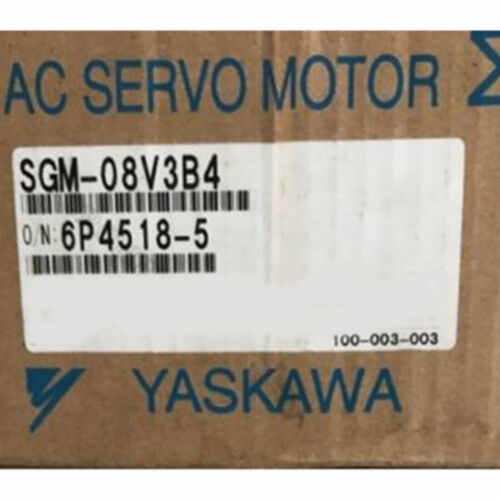 AC SERVO MOTOR Σ
SGM-08V3B4
O/N: 6P4518-5
100-003-003
YASKAWA